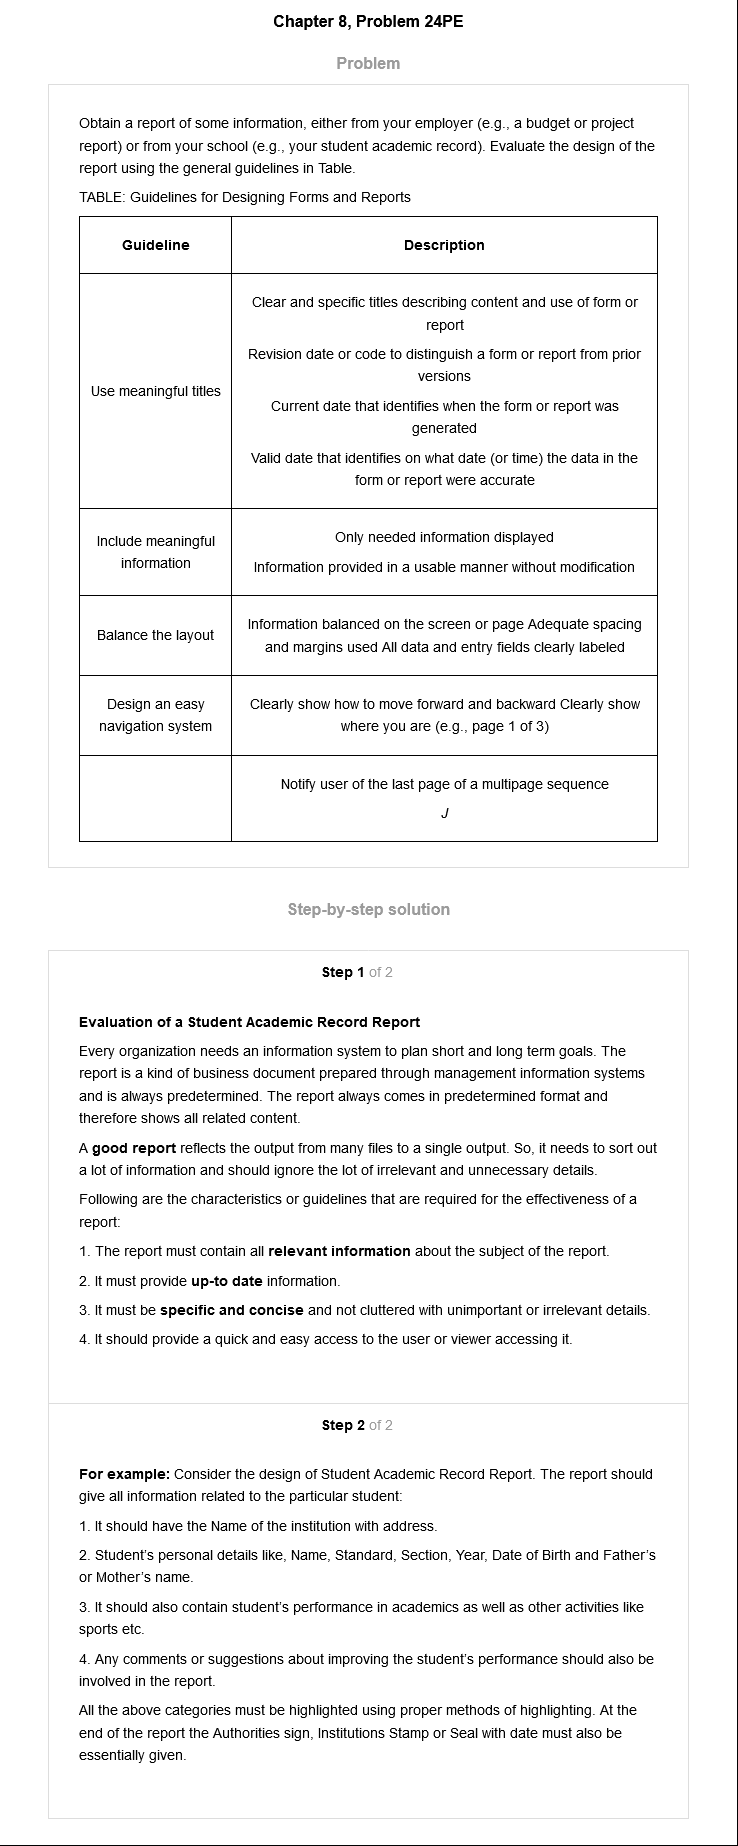 Chapter 8, Problem 24PE
Problem
Obtain a report of some information, either from your employer (e.g., a budget or project
report) or from your school (e.g., your student academic record). Evaluate the design of the
report using the general guidelines in Table.
TABLE: Guidelines for Designing Forms and Reports
Guideline
Description
Use meaningful titles
Clear and specific titles describing content and use of form or
report
Revision date or code to distinguish a form or report from prior
versions
Current date that identifies when the form or report was
generated
Valid date that identifies on what date (or time) the data in the
form or report were accurate
Include meaningful
information
Only needed information displayed
Information provided in a usable manner without modification
Balance the layout
Information balanced on the screen or page Adequate spacing
and margins used All data and entry fields clearly labeled
Design an easy
navigation system
Clearly show how to move forward and backward Clearly show
where you are (e.g., page 1 of 3)
Notify user of the last page of a multipage sequence
J
Step-by-step solution
Step 1 of 2
Evaluation of a Student Academic Record Report
Every organization needs an information system to plan short and long term goals. The
report is a kind of business document prepared through management information systems
and is always predetermined. The report always comes in predetermined format and
therefore shows all related content.
A good report reflects the output from many files to a single output. So, it needs to sort out
a lot of information and should ignore the lot of irrelevant and unnecessary details.
Following are the characteristics or guidelines that are required for the effectiveness of a
report:
1. The report must contain all relevant information about the subject of the report.
2. It must provide up-to date information.
3. It must be specific and concise and not cluttered with unimportant or irrelevant details.
4. It should provide a quick and easy access to the user or viewer accessing it.
Step 2 of 2
For example: Consider the design of Student Academic Record Report. The report should
give all information related to the particular student:
1. It should have the Name of the institution with address.
2. Student's personal details like, Name, Standard, Section, Year, Date of Birth and Father's
or Mother's name.
3. It should also contain student's performance in academics as well as other activities like
sports etc.
4. Any comments or suggestions about improving the student's performance should also be
involved in the report.
All the above categories must be highlighted using proper methods of highlighting. At the
end of the report the Authorities sign, Institutions Stamp or Seal with date must also be
essentially given.